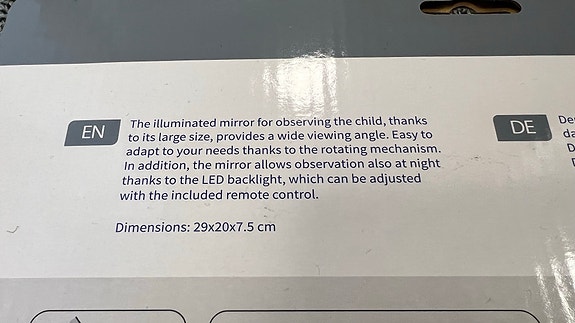 EN
The illuminated mirror for observing the child, thanks
to its large size, provides a wide viewing angle. Easy to
adapt to your needs thanks to the rotating mechanism.
In addition, the mirror allows observation also at night
thanks to the LED backlight, which can be adjusted
with the included remote control.
Dimensions: 29x20x7.5 cm
DE